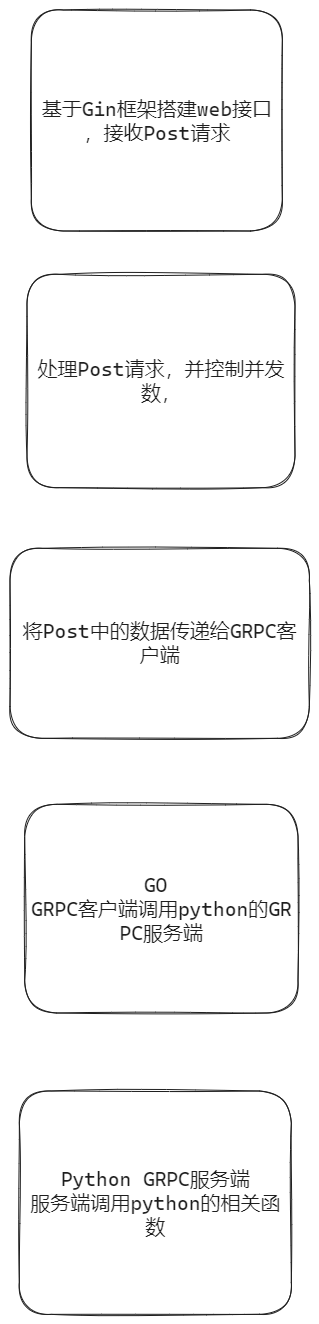 基于Gin框架搭建web接口
，接收Post请求
处理Post请求，并控制并发
数，
将Post中的数据传递给GRPC客
户端
GO
GRPC客户端调用python的GR
PC服务端
Python GRPC服务端
服务端调用python的相关函
数